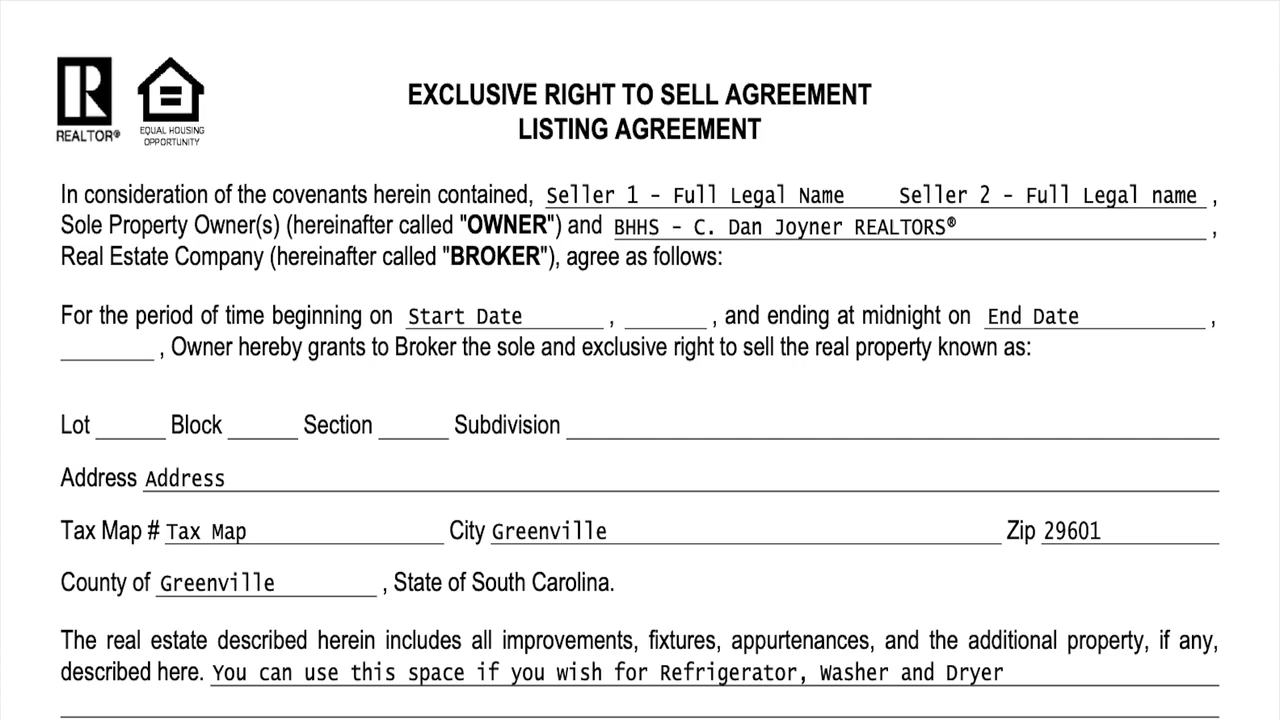 REALTOR®
EQUAL HOUSING
OPPORTUNITY
EXCLUSIVE RIGHT TO SELL AGREEMENT
LISTING AGREEMENT
In consideration of the covenants herein contained, Seller 1 - Full Legal Name Seller 2 - Full Legal name ,
Sole Property Owner(s) (hereinafter called "OWNER") and BHHS - C. Dan Joyner REALTORS® ,
Real Estate Company (hereinafter called "BROKER"), agree as follows:
For the period of time beginning on Start Date , ______ , and ending at midnight on End Date ,
______ , Owner hereby grants to Broker the sole and exclusive right to sell the real property known as:
Lot ______ Block ______ Section ______ Subdivision ______
Address Address
Tax Map # Tax Map City Greenville Zip 29601
County of Greenville , State of South Carolina.
The real estate described herein includes all improvements, fixtures, appurtenances, and the additional property, if any,
described here. You can use this space if you wish for Refrigerator, Washer and Dryer